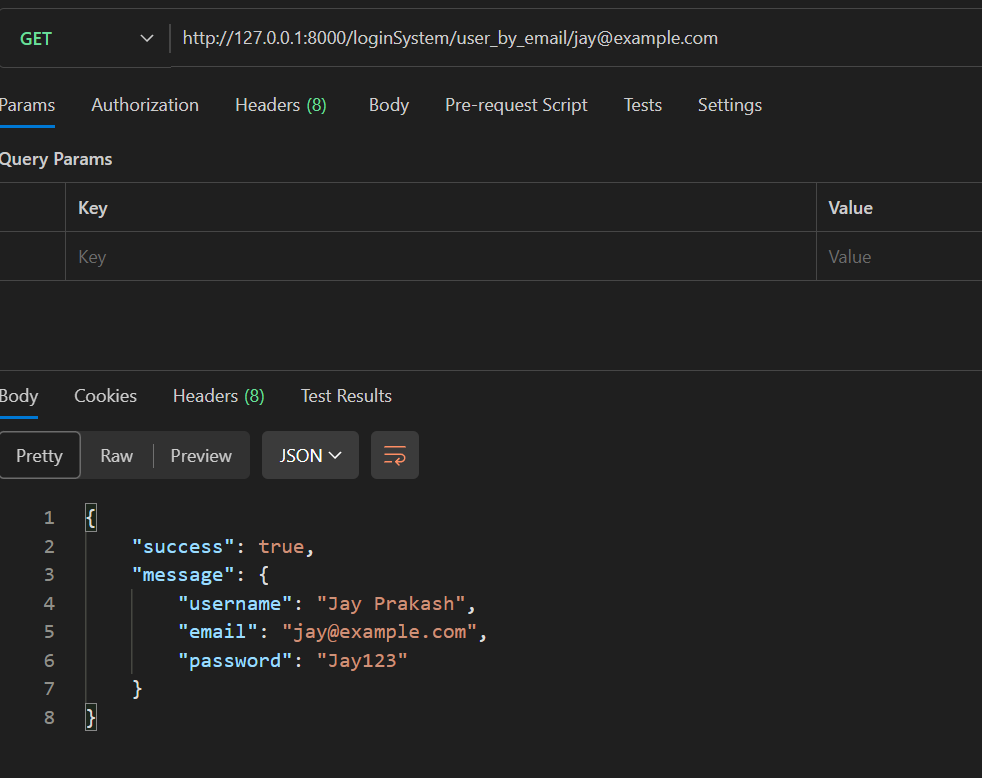 GET http://127.0.0.1:8000/loginSystem/user_by_email/jay@example.com
Params Authorization Headers (8) Body Pre-request Script Tests Settings
Query Params
Key Value
Key Value
Body Cookies Headers (8) Test Results
Pretty Raw Preview JSON
1 {
2 "success": true,
3 "message": {
4 "username": "Jay Prakash",
5 "email": "jay@example.com",
6 "password": "Jay123"
7 }
8 }